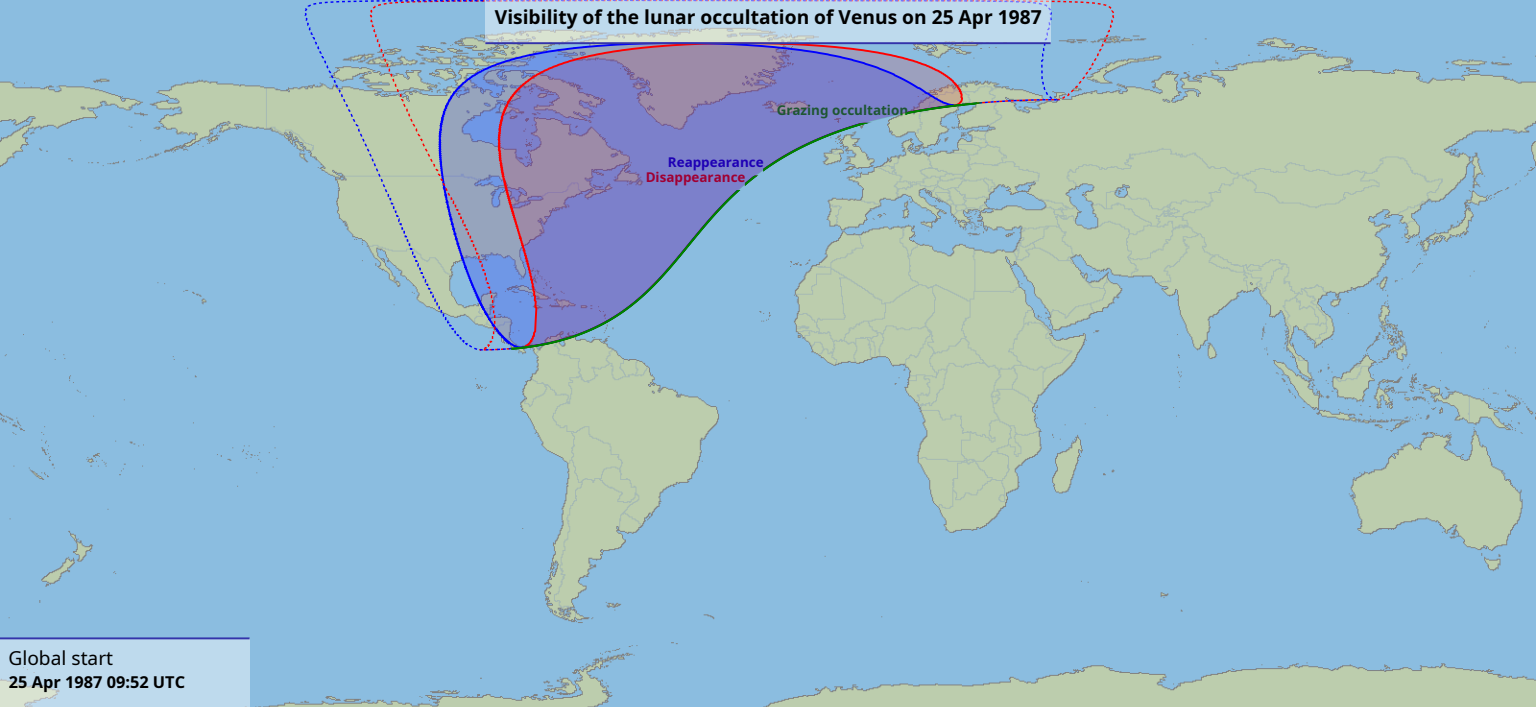 Visibility of the lunar occultation of Venus on 25 Apr 1987
Grazing occultation
Reappearance
Disappearance
Global start
25 Apr 1987 09:52 UTC